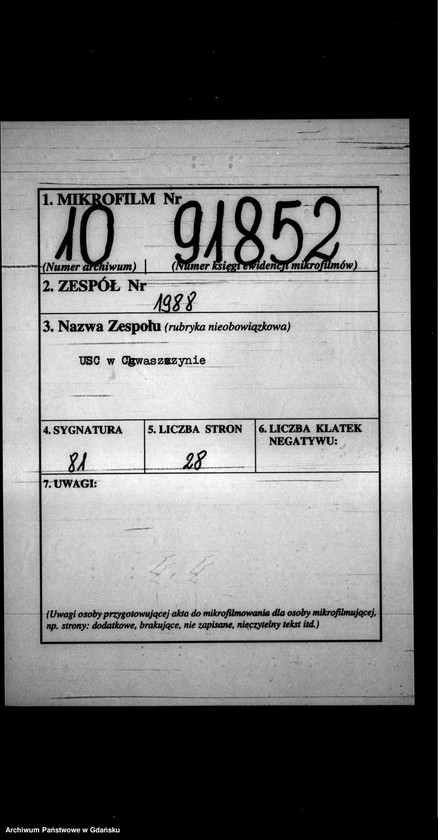 1. MIKROFILM Nr
10 91852
(Numer archiwum) (Numer księgi ewidencji mikrofilmów)
2. ZESPÓŁ Nr
1988
3. Nazwa Zespołu (rubryka nieobowiązkowa)
USC w Chwaszczynie
4. SYGNATURA 5. LICZBA STRON 6. LICZBA KLATEK
NEGATYWU:
81 28
7. UWAGI:
(Uwagi osoby przygotowującej akta do mikrofilmowania dla osoby mikrofilmującej,
np. strony: dodatkowe, brakujące, nie zapisane, nieczytelny tekst itd.)
Archiwum Państwowe w Gdańsku